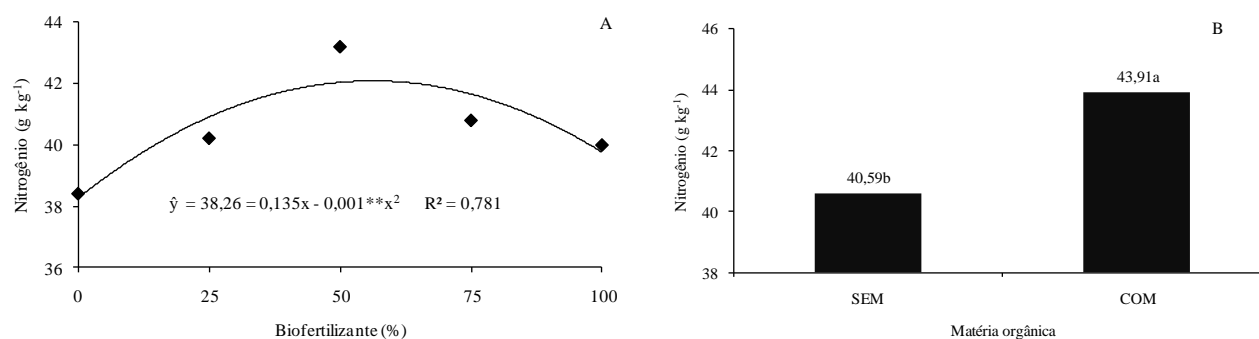 A
Nitrogênio (g kg⁻¹)
44
42
40
38
36
ŷ = 38,26 = 0,135x - 0,001**x² R² = 0,781
0 25 50 75 100
Biofertilizante (%)
B
Nitrogênio (g kg⁻¹)
46
44
42
40
38
40,59b
43,91a
SEM COM
Matéria orgânica